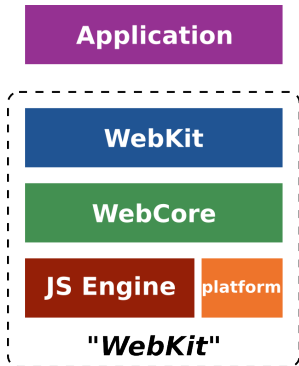 Application
WebKit
WebCore
JS Engine platform
"WebKit"